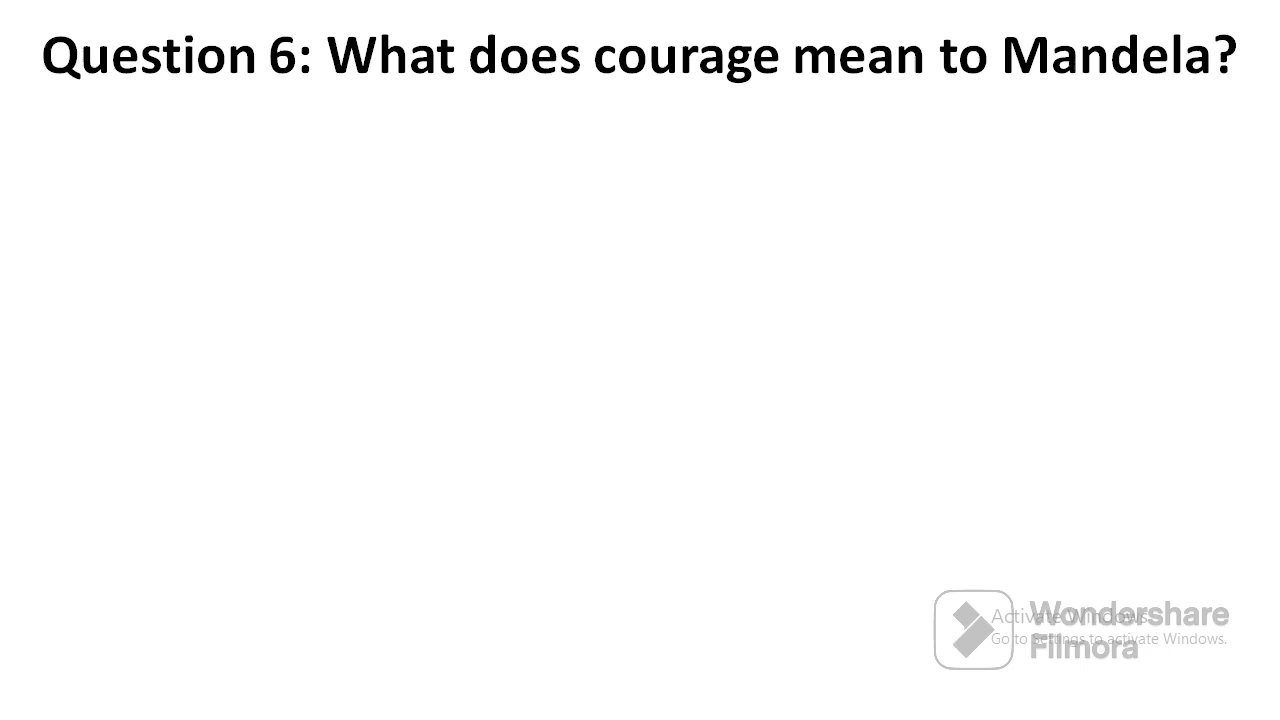 Question 6: What does courage mean to Mandela?
Activate Windows
Go to Settings to activate Windows.
Wondershare
Filmora